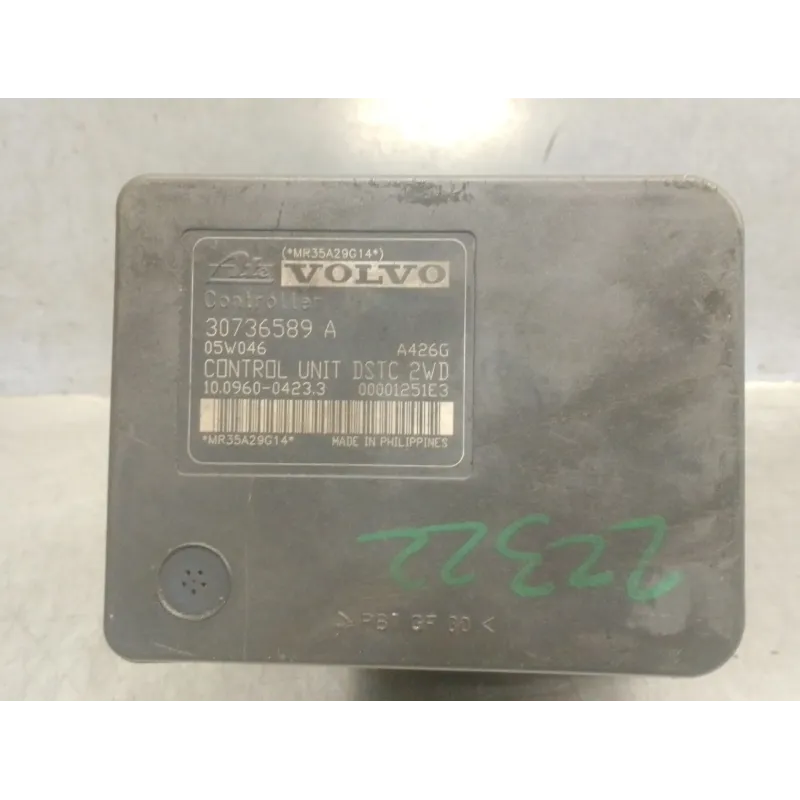 (*MR35A29G14*)
Ate VOLVO
Controller
30736589 A
05W046 A426G
CONTROL UNIT DSTC 2WD
10.0960-0423.3 00001251E3
*MR35A29G14* MADE IN PHILIPPINES
22322
>PBT GF 30<